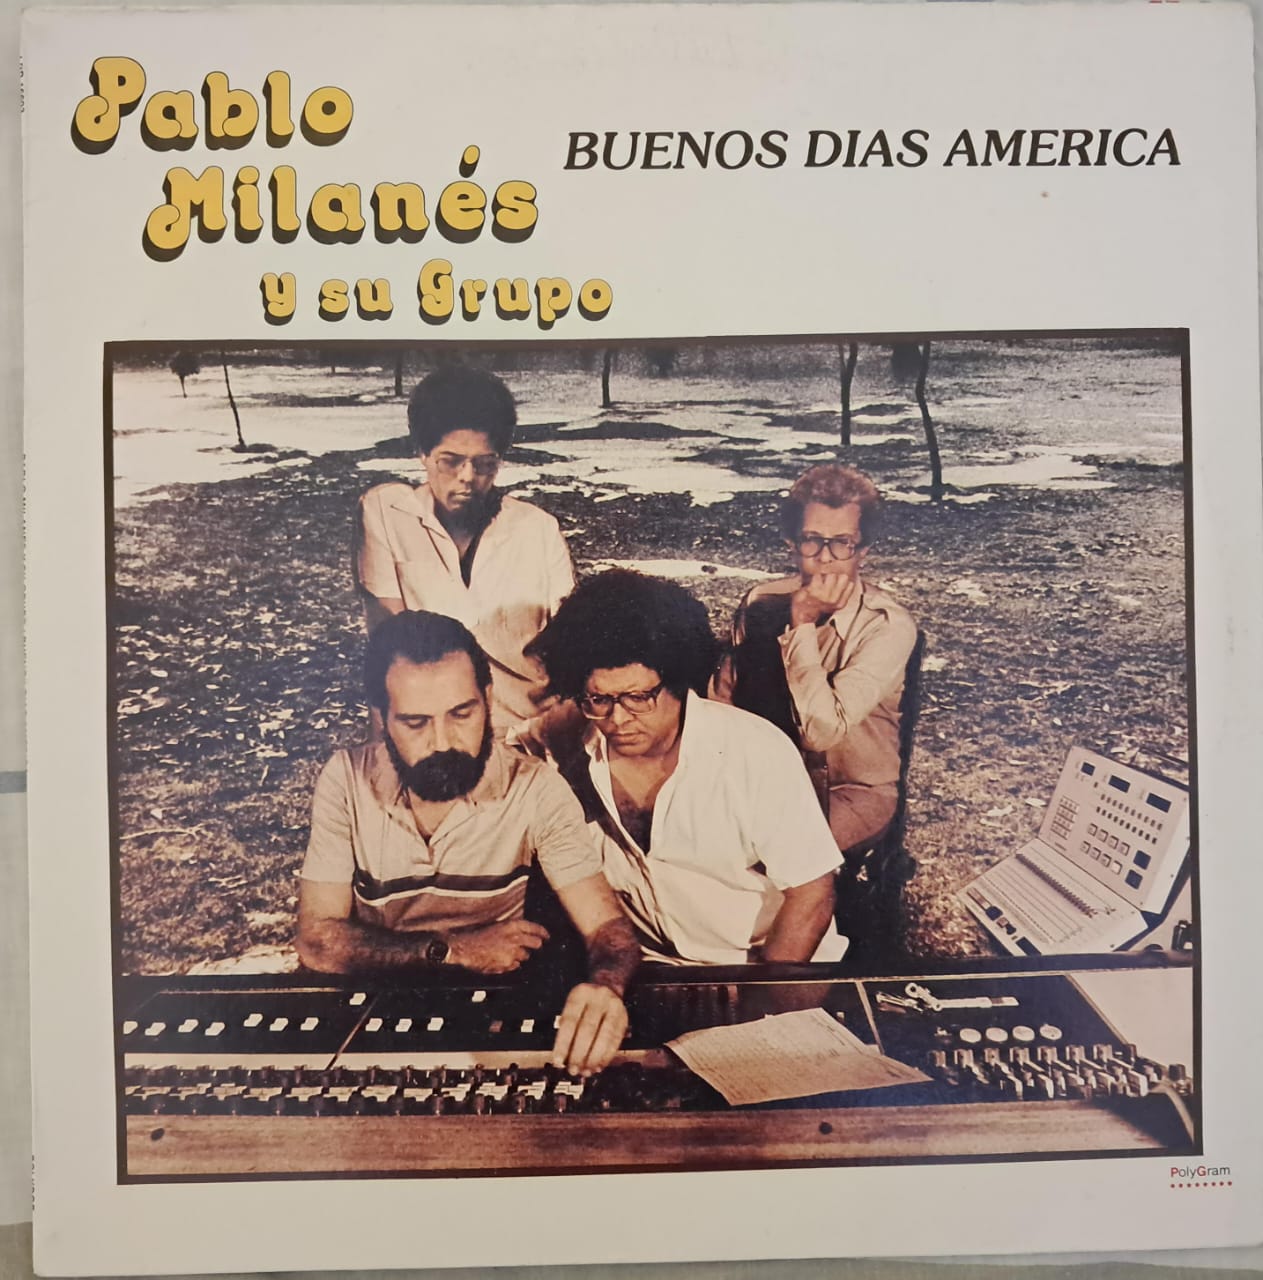 Pablo
Milanés
y su Grupo
BUENOS DIAS AMERICA
PolyGram